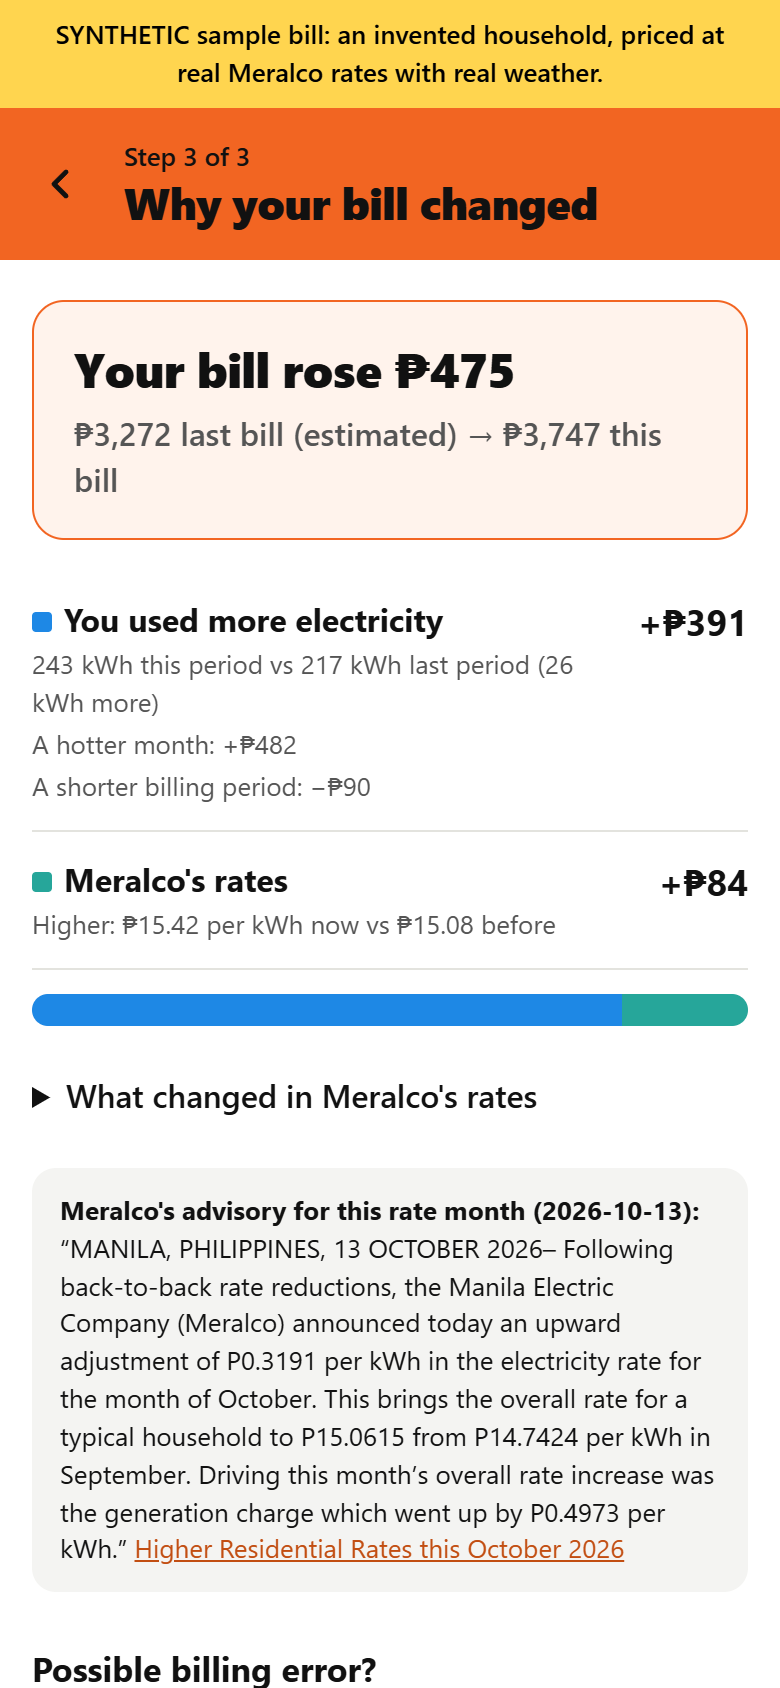 SYNTHETIC sample bill: an invented household, priced at
real Meralco rates with real weather.
Step 3 of 3
Why your bill changed
Your bill rose ₱475
₱3,272 last bill (estimated) → ₱3,747 this
bill
You used more electricity
+₱391
243 kWh this period vs 217 kWh last period (26
kWh more)
A hotter month: +₱482
A shorter billing period: −₱90
Meralco's rates
+₱84
Higher: ₱15.42 per kWh now vs ₱15.08 before
What changed in Meralco's rates
Meralco's advisory for this rate month (2026-10-13):
“MANILA, PHILIPPINES, 13 OCTOBER 2026– Following
back-to-back rate reductions, the Manila Electric
Company (Meralco) announced today an upward
adjustment of P0.3191 per kWh in the electricity rate for
the month of October. This brings the overall rate for a
typical household to P15.0615 from P14.7424 per kWh in
September. Driving this month’s overall rate increase was
the generation charge which went up by P0.4973 per
kWh.” Higher Residential Rates this October 2026
Possible billing error?